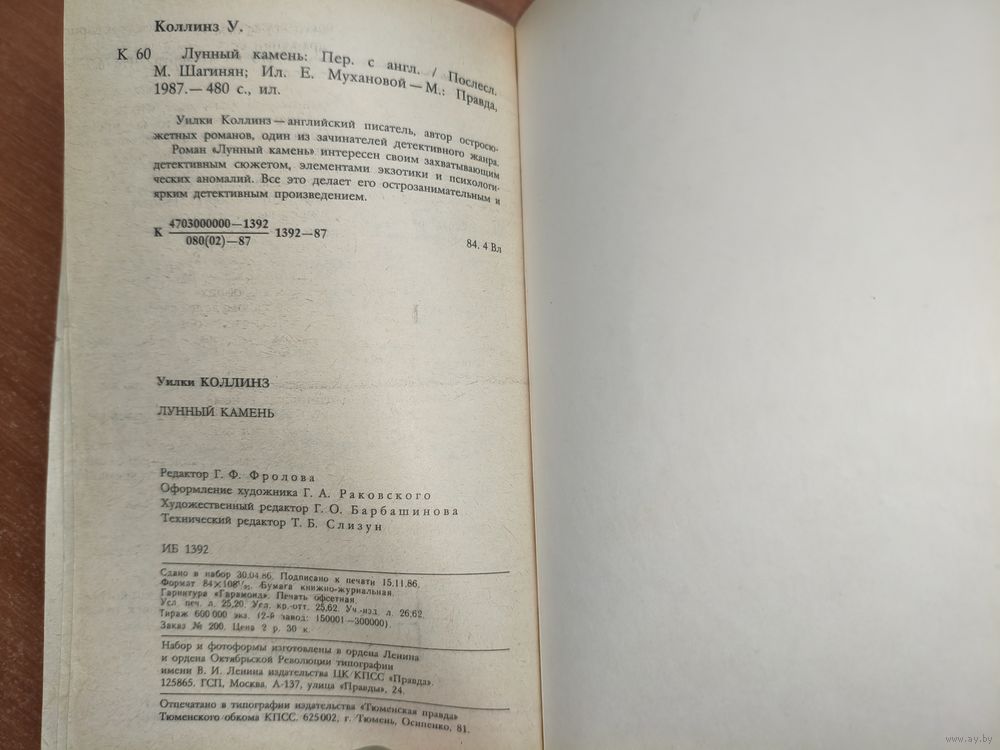 Коллинз У.
К 60 Лунный камень: Пер. с англ. / Послесл.
М. Шагинян; Ил. Е. Мухановой — М.: Правда,
1987.— 480 с., ил.
Уилки Коллинз — английский писатель, автор остросю-
жетных романов, один из зачинателей детективного жанра.
Роман «Лунный камень» интересен своим захватывающим
детективным сюжетом, элементами экзотики и психологи-
ческих аномалий. Все это делает его острозанимательным и
ярким детективным произведением.
К 4703000000—1392 1392—87
080(02)—87
84. 4 Вл
Уилки КОЛЛИНЗ
ЛУННЫЙ КАМЕНЬ
Редактор Г. Ф. Фролова
Оформление художника Г. А. Раковского
Художественный редактор Г. О. Барбашинова
Технический редактор Т. Б. Слизун
ИБ 1392
Сдано в набор 30.04.86. Подписано к печати 15.11.86.
Формат 84×108¹/₃₂. Бумага книжно-журнальная.
Гарнитура «Гарамонд». Печать офсетная.
Усл. печ. л. 25,20. Усл. кр.-отт. 25,62. Уч.-изд. л. 26,62.
Тираж 600 000 экз. (2-й завод: 150001—300000).
Заказ № 200. Цена 2 р. 30 к.
Набор и фотоформы изготовлены в ордена Ленина
и ордена Октябрьской Революции типографии
имени В. И. Ленина издательства ЦК КПСС «Правда».
125865. ГСП, Москва, А-137, улица «Правды», 24.
Отпечатано в типографии издательства «Тюменская правда»
Тюменского обкома КПСС. 625002, г. Тюмень, Осипенко, 81.
www.ay.by